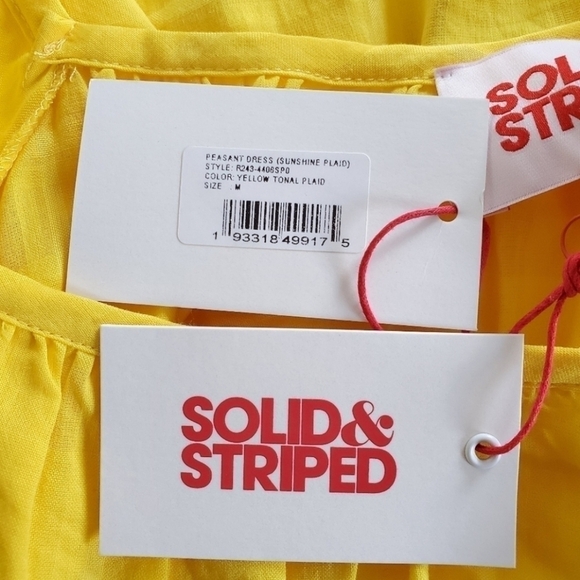 SOL
STR
PEASANT DRESS (SUNSHINE PLAID)
STYLE: R243-4406SP0
COLOR: YELLOW TONAL PLAID
SIZE : M
1 93318 49917 5
SOLID&
STRIPED